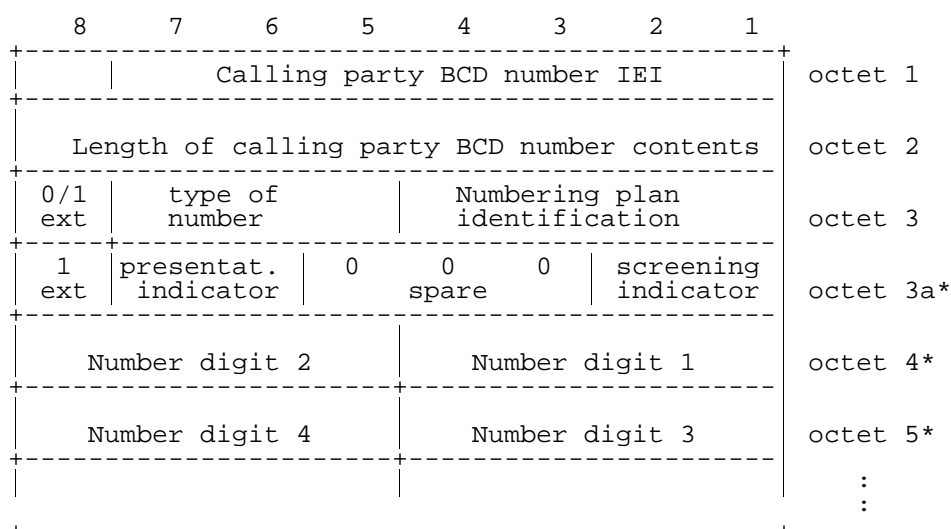 8 7 6 5 4 3 2 1
Calling party BCD number IEI octet 1
Length of calling party BCD number contents octet 2
0/1 type of Numbering plan
ext number identification octet 3
1 presentat. 0 0 0 screening
ext indicator spare indicator octet 3a*
Number digit 2 Number digit 1 octet 4*
Number digit 4 Number digit 3 octet 5*
:
: